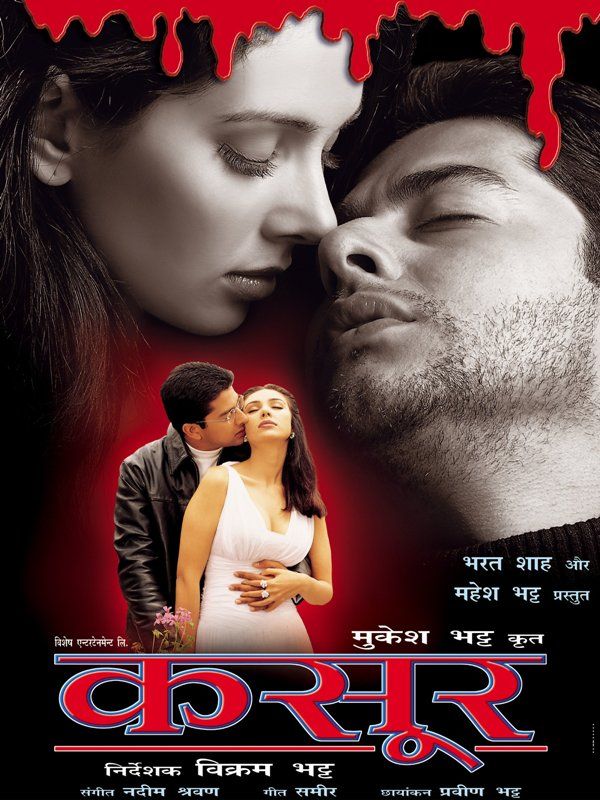 भरत शाह और
महेश भट्ट प्रस्तुत
विशेष एन्टरटेनमेन्ट लि.
मुकेश भट्ट कृत
कसूर
निर्देशक विक्रम भट्ट
संगीत नदीम श्रवण गीत समीर छायांकन प्रवीण भट्ट